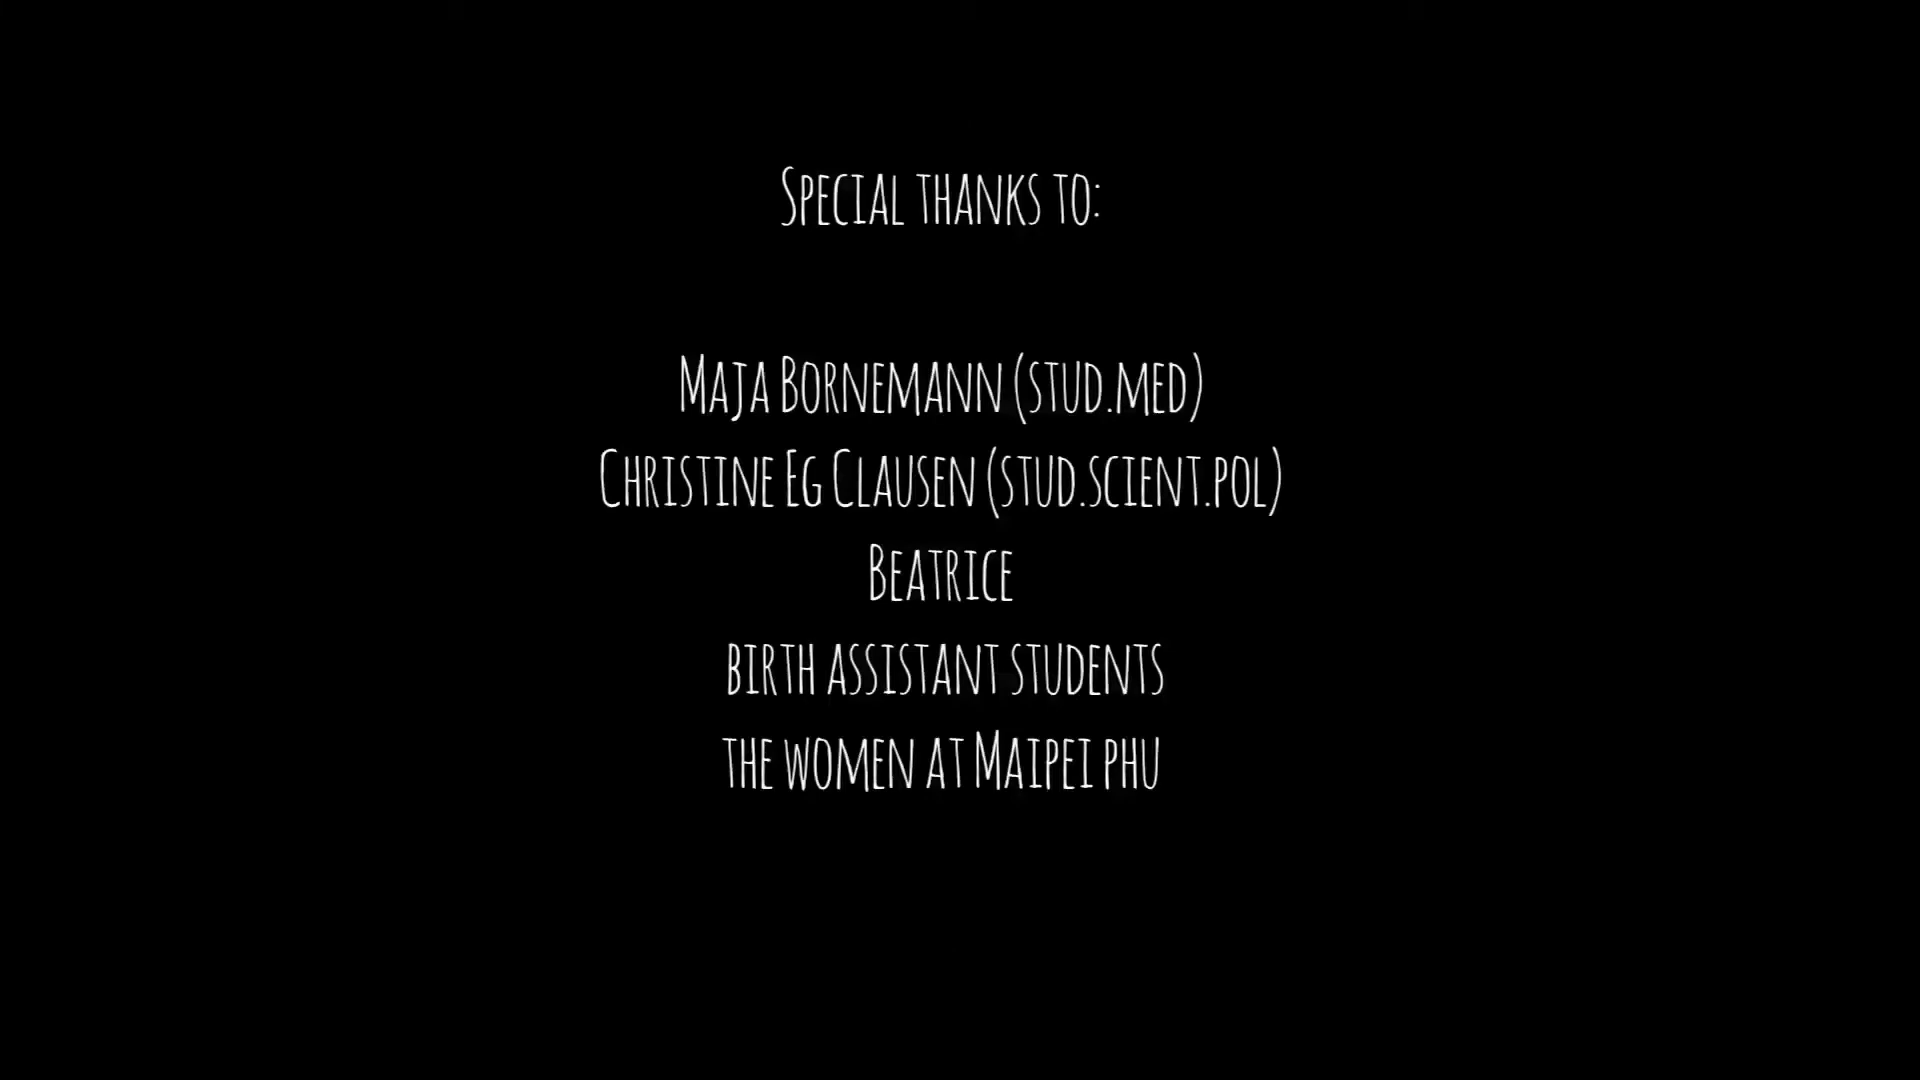 Special thanks to:
Maja Bornemann (stud.med)
Christine Eg Clausen (stud.scient.pol)
Beatrice
birth assistant students
the women at Maipei phu